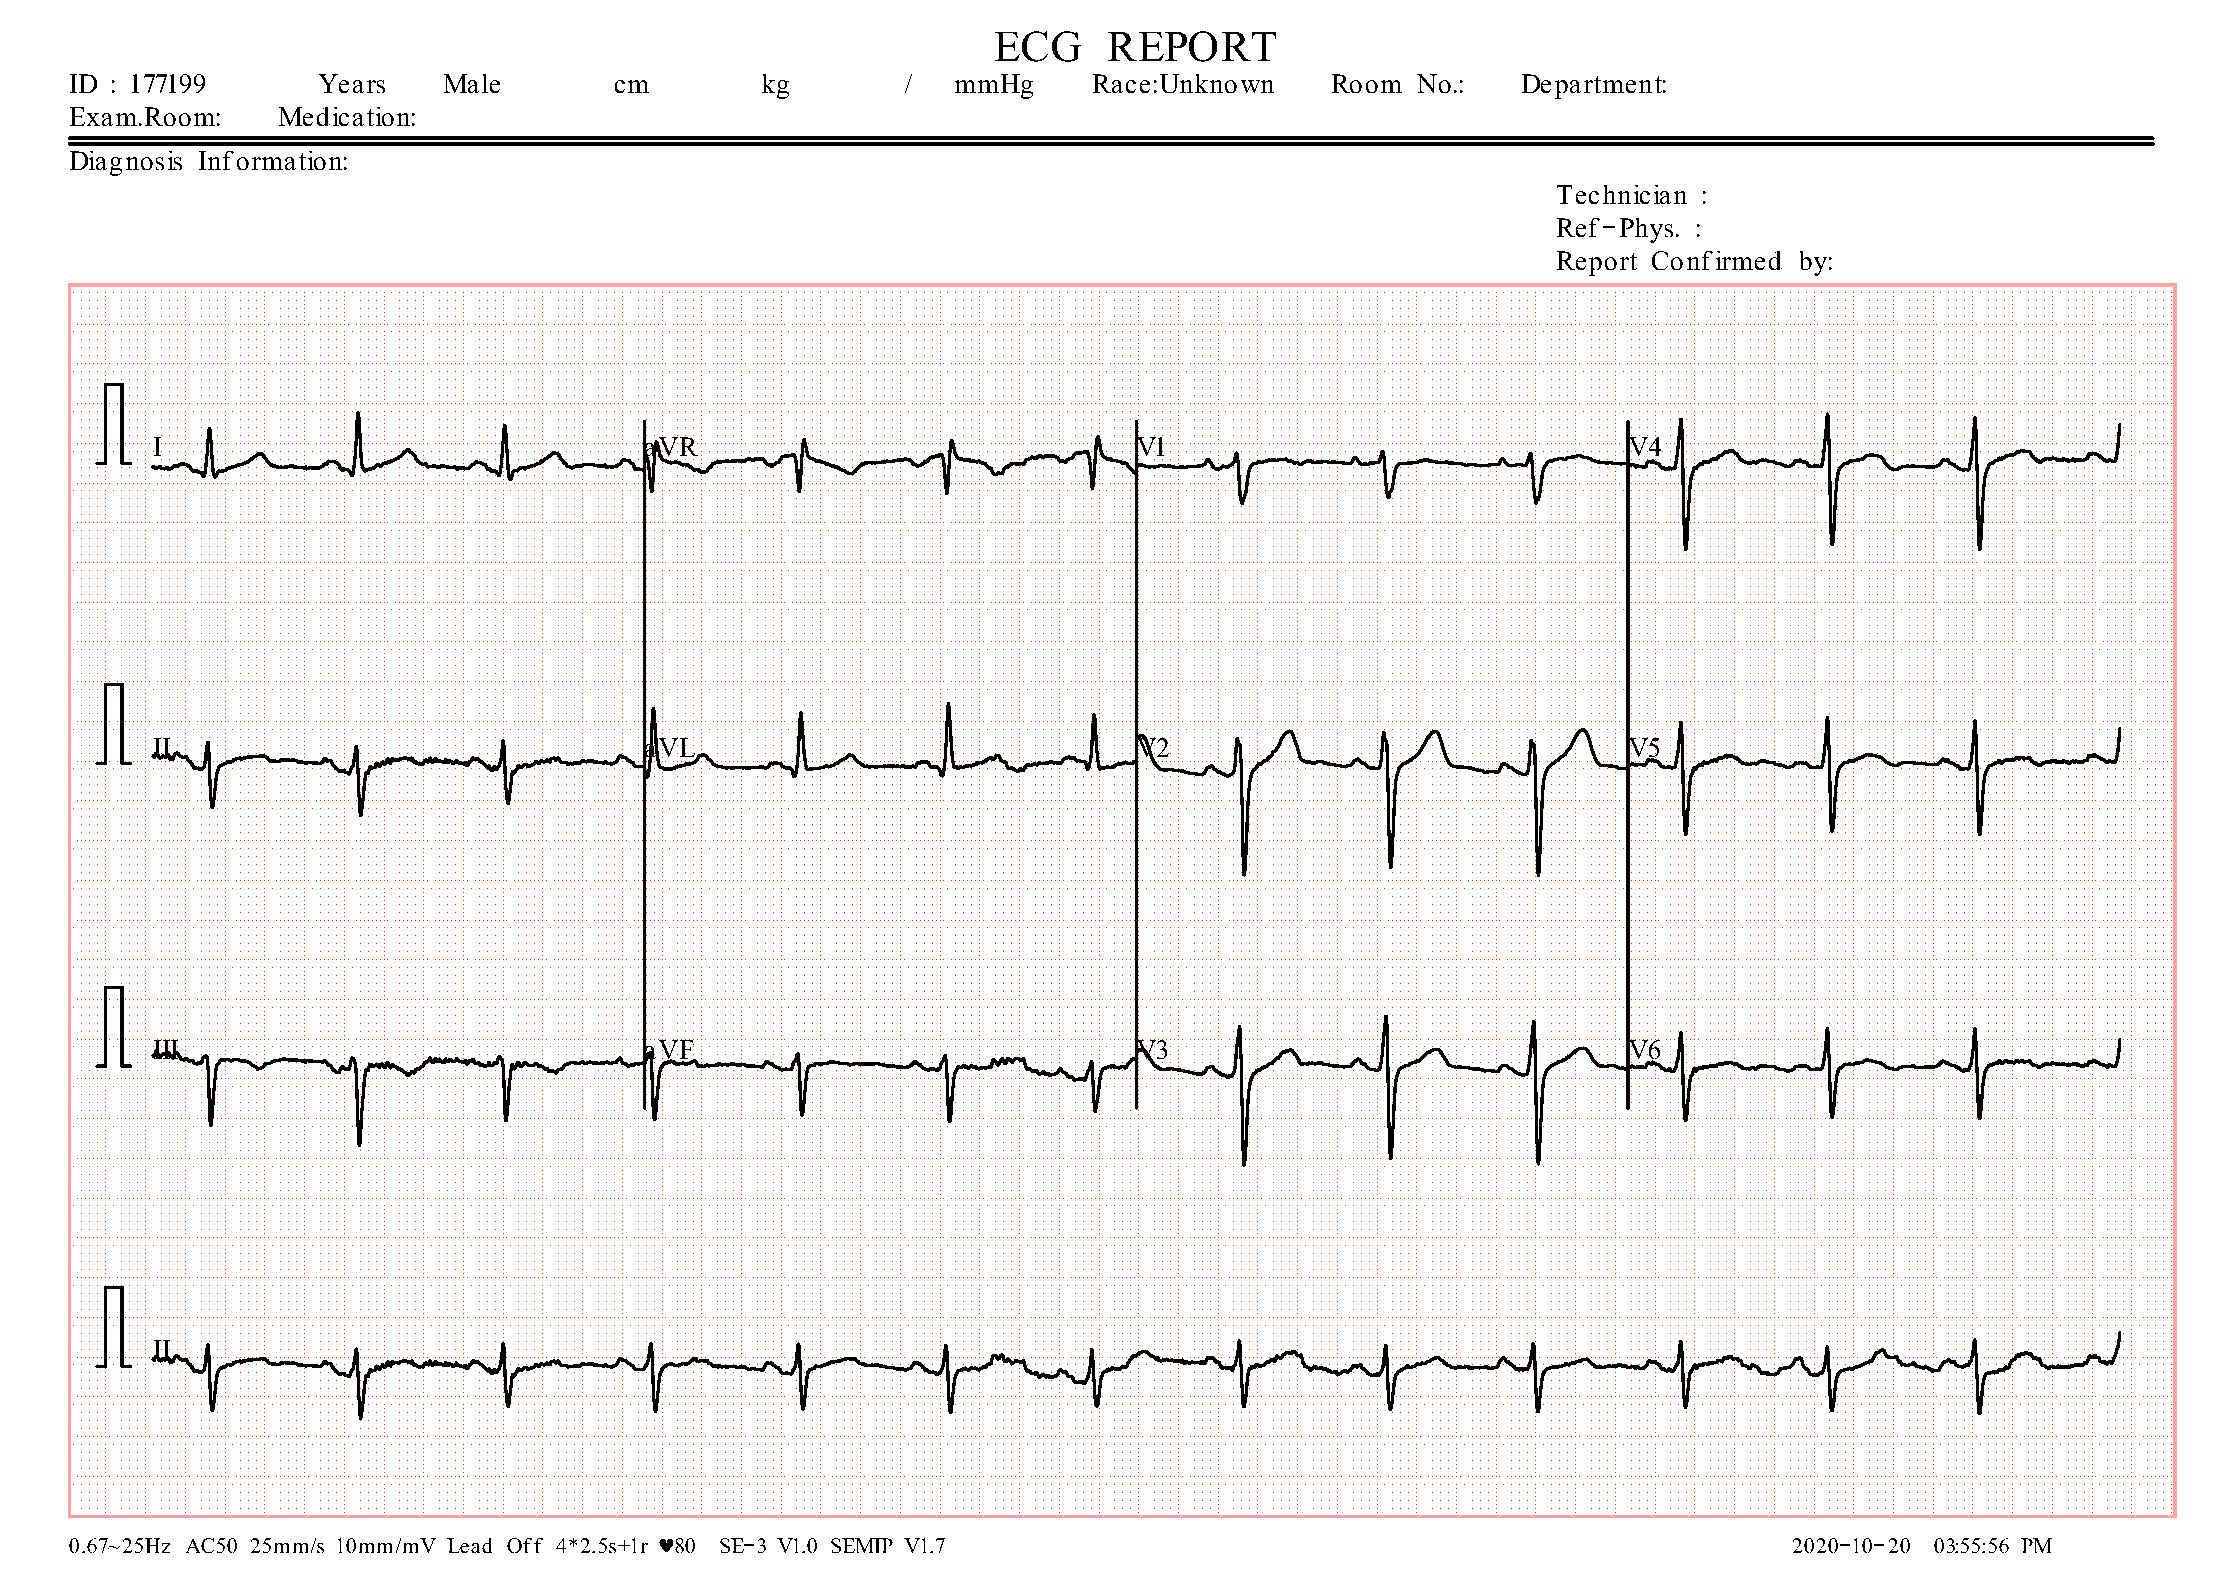 ECG REPORT
ID : 177199 Years Male cm kg / mmHg Race:Unknown Room No.: Department:
Exam.Room: Medication:
Diagnosis Information:
Technician :
Ref-Phys. :
Report Confirmed by:
I aVR V1 V4
II aVL V2 V5
III aVF V3 V6
II
0.67~25Hz AC50 25mm/s 10mm/mV Lead Off 4*2.5s+1r ♥80 SE-3 V1.0 SEMIP V1.7 2020-10-20 03:55:56 PM